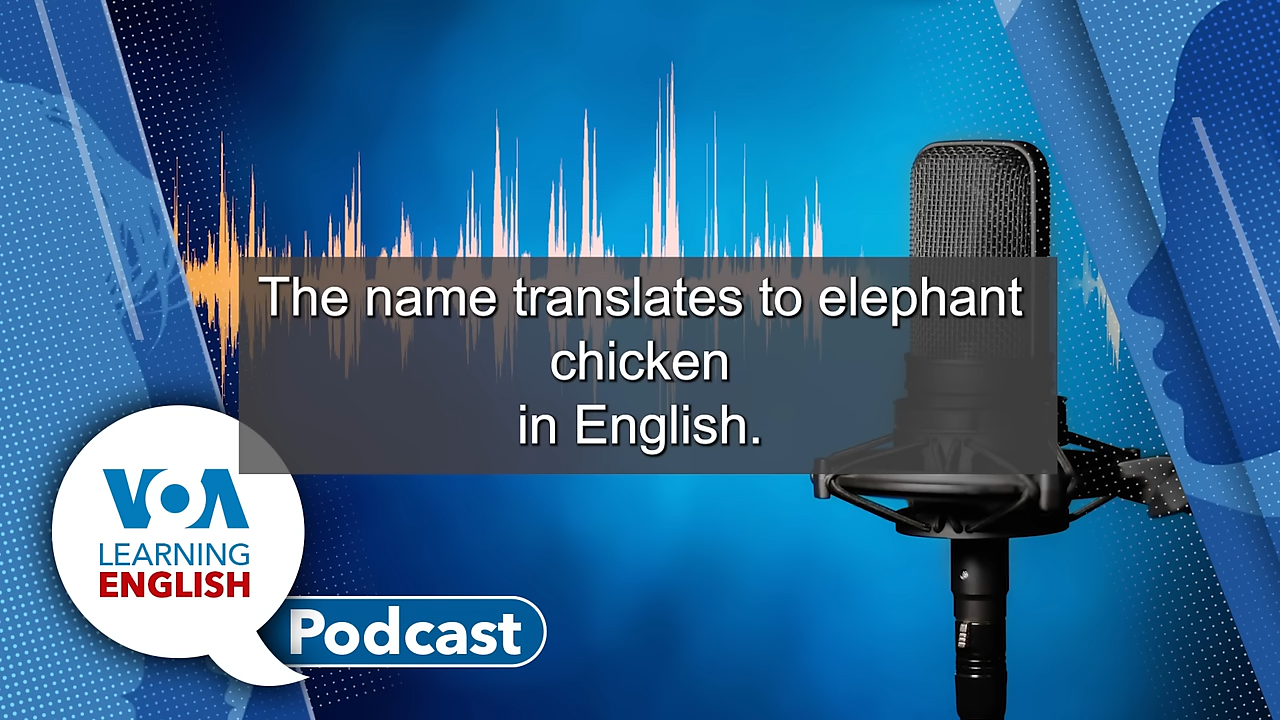 The name translates to elephant
chicken
in English.
VOA
LEARNING
ENGLISH
Podcast